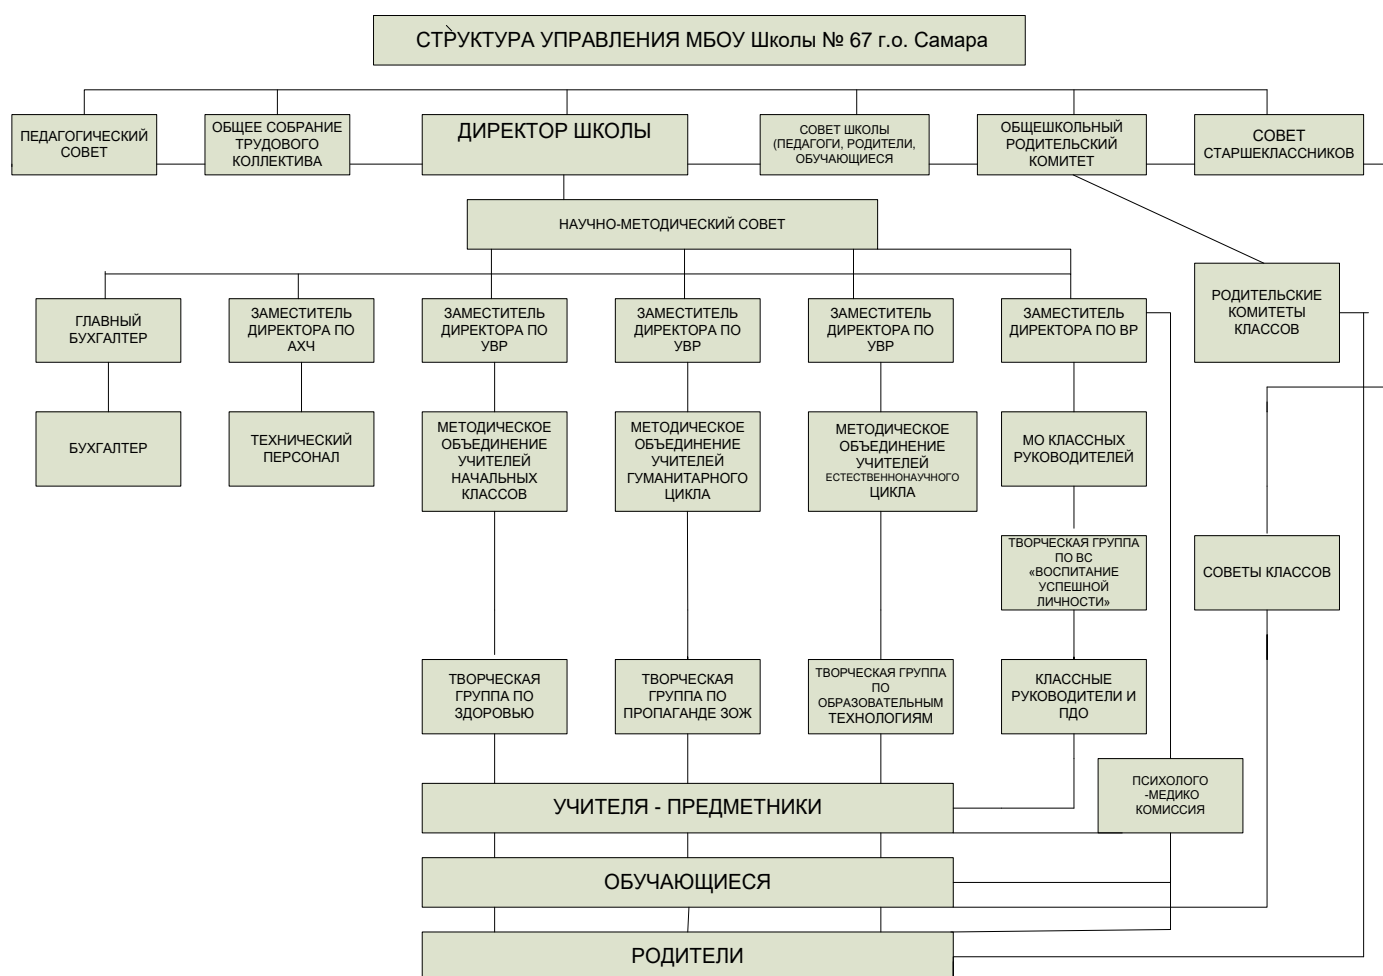 СТРУКТУРА УПРАВЛЕНИЯ МБОУ Школы № 67 г.о. Самара
ПЕДАГОГИЧЕСКИЙ
СОВЕТ
ОБЩЕЕ СОБРАНИЕ
ТРУДОВОГО
КОЛЛЕКТИВА
ДИРЕКТОР ШКОЛЫ
СОВЕТ ШКОЛЫ
(ПЕДАГОГИ, РОДИТЕЛИ,
ОБУЧАЮЩИЕСЯ
ОБЩЕШКОЛЬНЫЙ
РОДИТЕЛЬСКИЙ
КОМИТЕТ
СОВЕТ
СТАРШЕКЛАССНИКОВ
НАУЧНО-МЕТОДИЧЕСКИЙ СОВЕТ
ГЛАВНЫЙ
БУХГАЛТЕР
ЗАМЕСТИТЕЛЬ
ДИРЕКТОРА ПО
АХЧ
ЗАМЕСТИТЕЛЬ
ДИРЕКТОРА ПО
УВР
ЗАМЕСТИТЕЛЬ
ДИРЕКТОРА ПО
УВР
ЗАМЕСТИТЕЛЬ
ДИРЕКТОРА ПО
УВР
ЗАМЕСТИТЕЛЬ
ДИРЕКТОРА ПО ВР
РОДИТЕЛЬСКИЕ
КОМИТЕТЫ
КЛАССОВ
БУХГАЛТЕР
ТЕХНИЧЕСКИЙ
ПЕРСОНАЛ
МЕТОДИЧЕСКОЕ
ОБЪЕДИНЕНИЕ
УЧИТЕЛЕЙ
НАЧАЛЬНЫХ
КЛАССОВ
МЕТОДИЧЕСКОЕ
ОБЪЕДИНЕНИЕ
УЧИТЕЛЕЙ
ГУМАНИТАРНОГО
ЦИКЛА
МЕТОДИЧЕСКОЕ
ОБЪЕДИНЕНИЕ
УЧИТЕЛЕЙ
ЕСТЕСТВЕННОНАУЧНОГО
ЦИКЛА
МО КЛАССНЫХ
РУКОВОДИТЕЛЕЙ
ТВОРЧЕСКАЯ ГРУППА
ПО ВС
«ВОСПИТАНИЕ
УСПЕШНОЙ
ЛИЧНОСТИ»
СОВЕТЫ КЛАССОВ
ТВОРЧЕСКАЯ
ГРУППА ПО
ЗДОРОВЬЮ
ТВОРЧЕСКАЯ
ГРУППА ПО
ПРОПАГАНДЕ ЗОЖ
ТВОРЧЕСКАЯ ГРУППА
ПО
ОБРАЗОВАТЕЛЬНЫМ
ТЕХНОЛОГИЯМ
КЛАССНЫЕ
РУКОВОДИТЕЛИ И
ПДО
УЧИТЕЛЯ - ПРЕДМЕТНИКИ
ПСИХОЛОГО
-МЕДИКО
КОМИССИЯ
ОБУЧАЮЩИЕСЯ
РОДИТЕЛИ